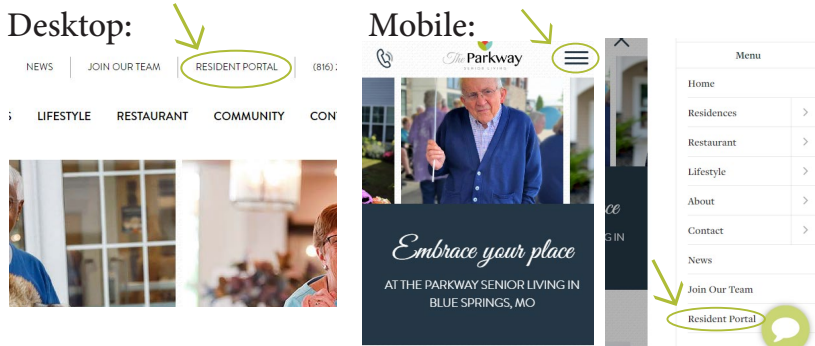 Desktop:
NEWS JOIN OUR TEAM RESIDENT PORTAL (816)
LIFESTYLE RESTAURANT COMMUNITY
Mobile:
The Parkway
SENIOR LIVING
Embrace your place
AT THE PARKWAY SENIOR LIVING IN
BLUE SPRINGS, MO
Menu
Home
Residences
Restaurant
Lifestyle
About
Contact
News
Join Our Team
Resident Portal